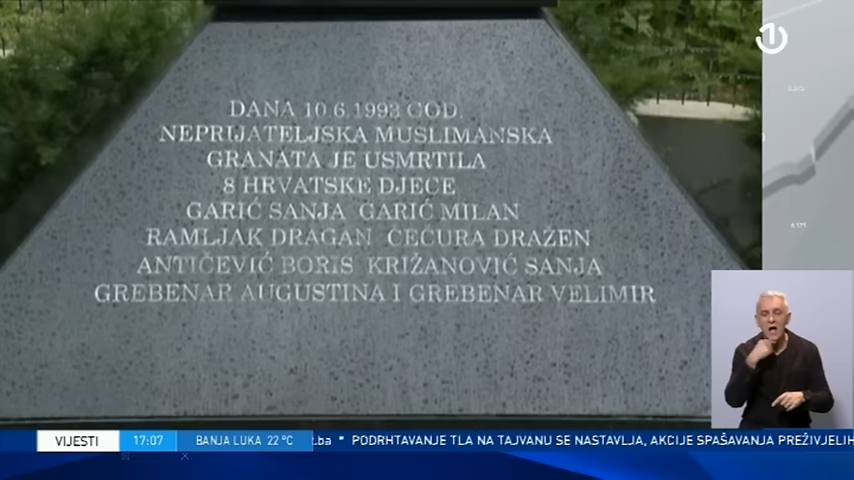 1
DANA 10.6.1993 GOD.
NEPRIJATELJSKA MUSLIMANSKA
GRANATA JE USMRTILA
8 HRVATSKE DJECE
GARIĆ SANJA GARIĆ MILAN
RAMLJAK DRAGAN ČEČURA DRAŽEN
ANTIČEVIĆ BORIS KRIŽANOVIĆ SANJA
GREBENAR AUGUSTINA I GREBENAR VELIMIR
VIJESTI 17:07 BANJA LUKA 22 °C t.ba * PODRHTAVANJE TLA NA TAJVANU SE NASTAVLJA, AKCIJE SPAŠAVANJA PREŽIVJELIH